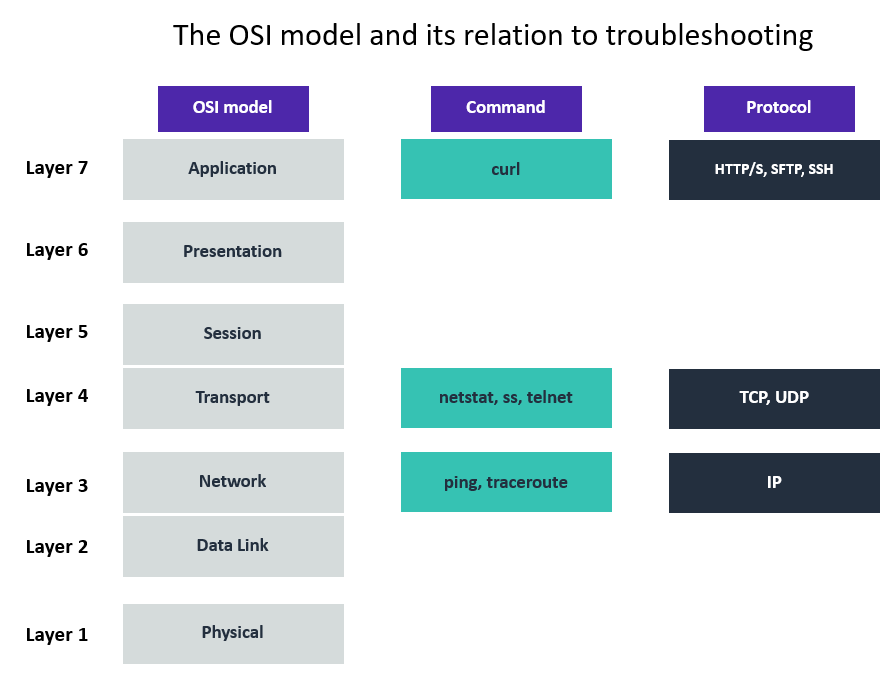 The OSI model and its relation to troubleshooting
OSI model
Command
Protocol
Layer 7
Application
curl
HTTP/S, SFTP, SSH
Layer 6
Presentation
Layer 5
Session
Layer 4
Transport
netstat, ss, telnet
TCP, UDP
Layer 3
Network
ping, traceroute
IP
Layer 2
Data Link
Layer 1
Physical